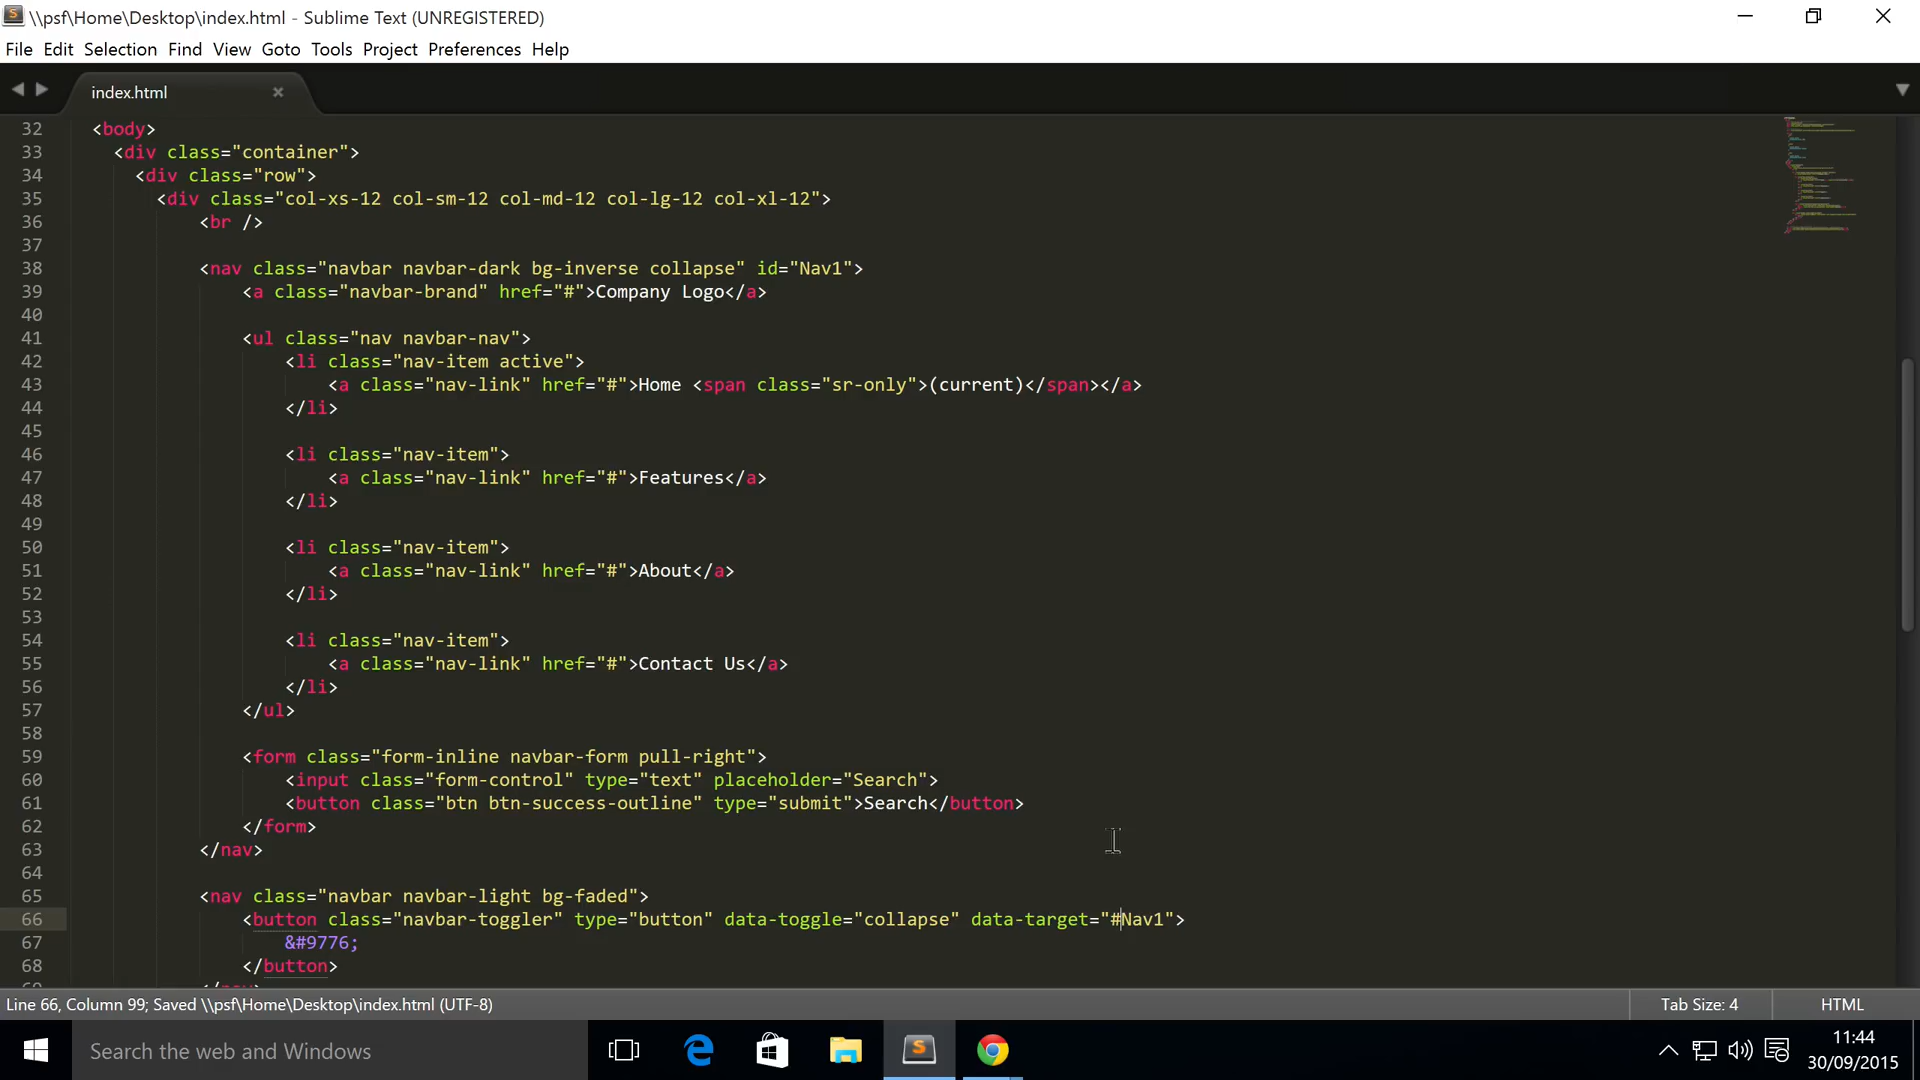 \\psf\Home\Desktop\index.html - Sublime Text (UNREGISTERED)
File Edit Selection Find View Goto Tools Project Preferences Help
index.html
32 <body>
33 <div class="container">
34 <div class="row">
35 <div class="col-xs-12 col-sm-12 col-md-12 col-lg-12 col-xl-12">
36 <br />
37
38 <nav class="navbar navbar-dark bg-inverse collapse" id="Nav1">
39 <a class="navbar-brand" href="#">Company Logo</a>
40
41 <ul class="nav navbar-nav">
42 <li class="nav-item active">
43 <a class="nav-link" href="#">Home <span class="sr-only">(current)</span></a>
44 </li>
45
46 <li class="nav-item">
47 <a class="nav-link" href="#">Features</a>
48 </li>
49
50 <li class="nav-item">
51 <a class="nav-link" href="#">About</a>
52 </li>
53
54 <li class="nav-item">
55 <a class="nav-link" href="#">Contact Us</a>
56 </li>
57 </ul>
58
59 <form class="form-inline navbar-form pull-right">
60 <input class="form-control" type="text" placeholder="Search">
61 <button class="btn btn-success-outline" type="submit">Search</button>
62 </form>
63 </nav>
64
65 <nav class="navbar navbar-light bg-faded">
66 <button class="navbar-toggler" type="button" data-toggle="collapse" data-target="#Nav1">
67 &#9776;
68 </button>
Line 66, Column 99; Saved \\psf\Home\Desktop\index.html (UTF-8) Tab Size: 4 HTML
Search the web and Windows
11:44
30/09/2015